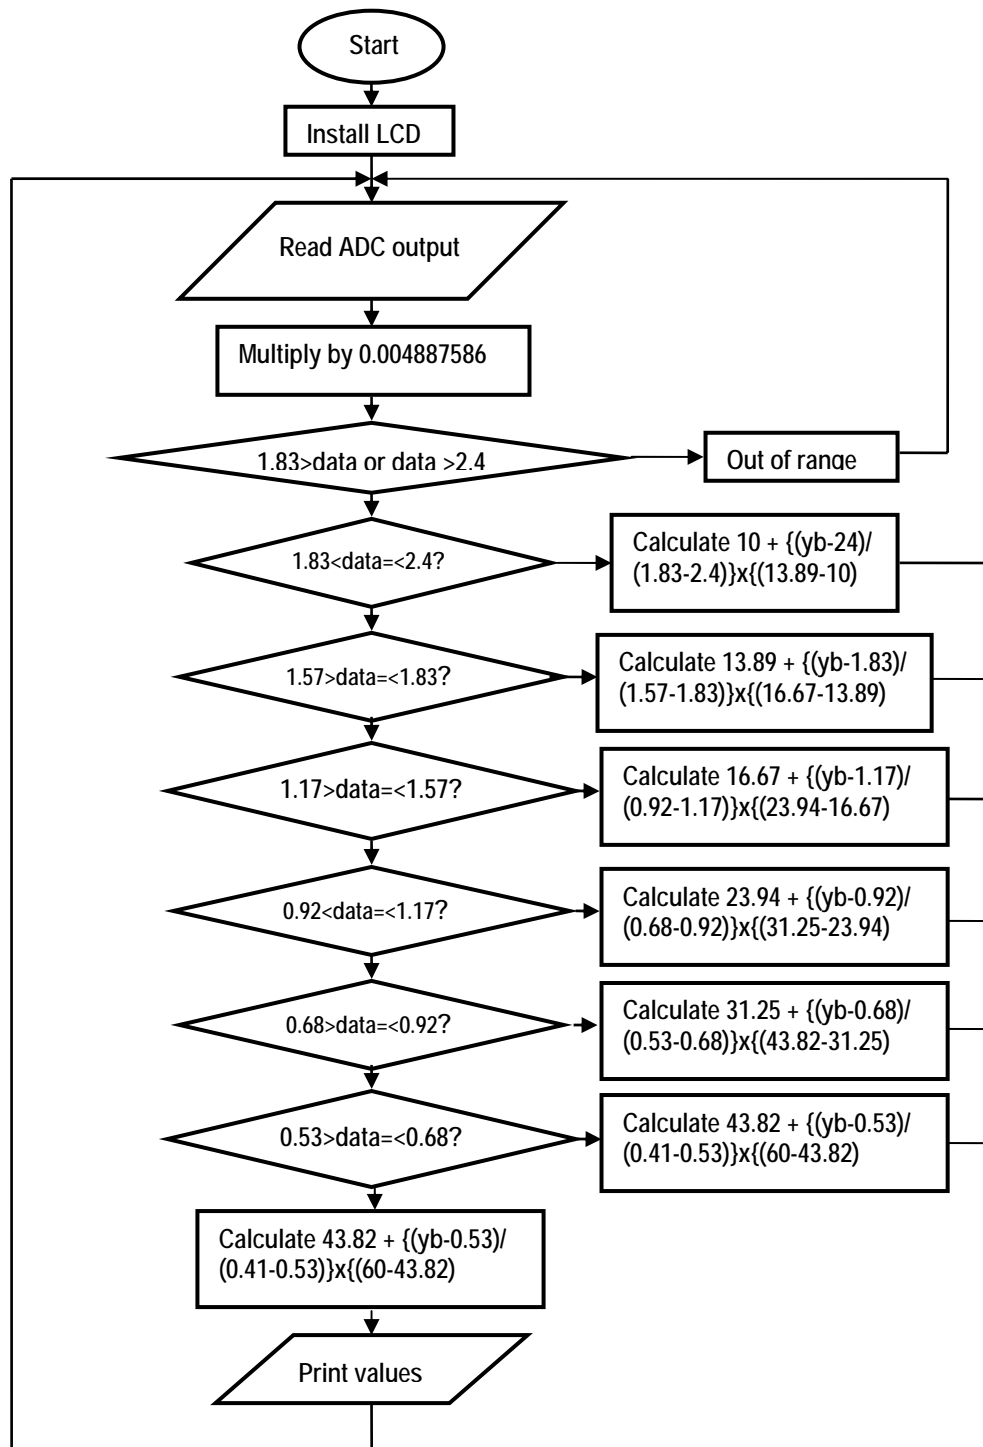 Start
Install LCD
Read ADC output
Multiply by 0.004887586
1.83>data or data >2.4
Out of range
1.83<data=<2.4?
Calculate 10 + {(yb-24)/
(1.83-2.4)}x{(13.89-10)
1.57>data=<1.83?
Calculate 13.89 + {(yb-1.83)/
(1.57-1.83)}x{(16.67-13.89)
1.17>data=<1.57?
Calculate 16.67 + {(yb-1.17)/
(0.92-1.17)}x{(23.94-16.67)
0.92<data=<1.17?
Calculate 23.94 + {(yb-0.92)/
(0.68-0.92)}x{(31.25-23.94)
0.68>data=<0.92?
Calculate 31.25 + {(yb-0.68)/
(0.53-0.68)}x{(43.82-31.25)
0.53>data=<0.68?
Calculate 43.82 + {(yb-0.53)/
(0.41-0.53)}x{(60-43.82)
Calculate 43.82 + {(yb-0.53)/
(0.41-0.53)}x{(60-43.82)
Print values